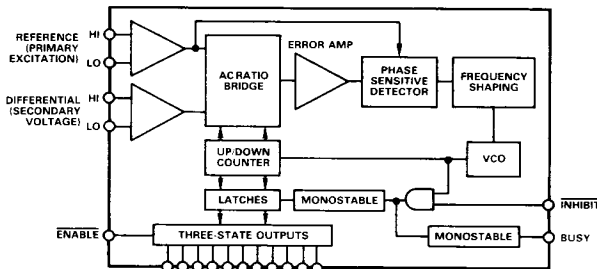 REFERENCE
(PRIMARY
EXCITATION)
HI
LO
DIFFERENTIAL
(SECONDARY
VOLTAGE)
HI
LO
AC RATIO
BRIDGE
ERROR AMP
PHASE
SENSITIVE
DETECTOR
FREQUENCY
SHAPING
UP/DOWN
COUNTER
VCO
LATCHES
MONOSTABLE
INHIBIT
ENABLE
THREE-STATE OUTPUTS
MONOSTABLE
BUSY